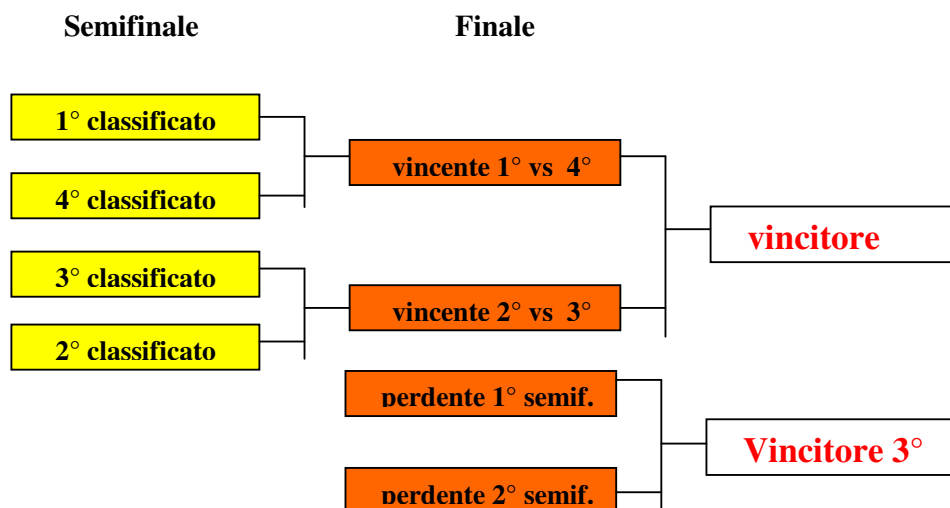 Semifinale
Finale
1° classificato
vincente 1° vs 4°
4° classificato
vincitore
3° classificato
vincente 2° vs 3°
2° classificato
perdente 1° semif.
Vincitore 3°
perdente 2° semif.